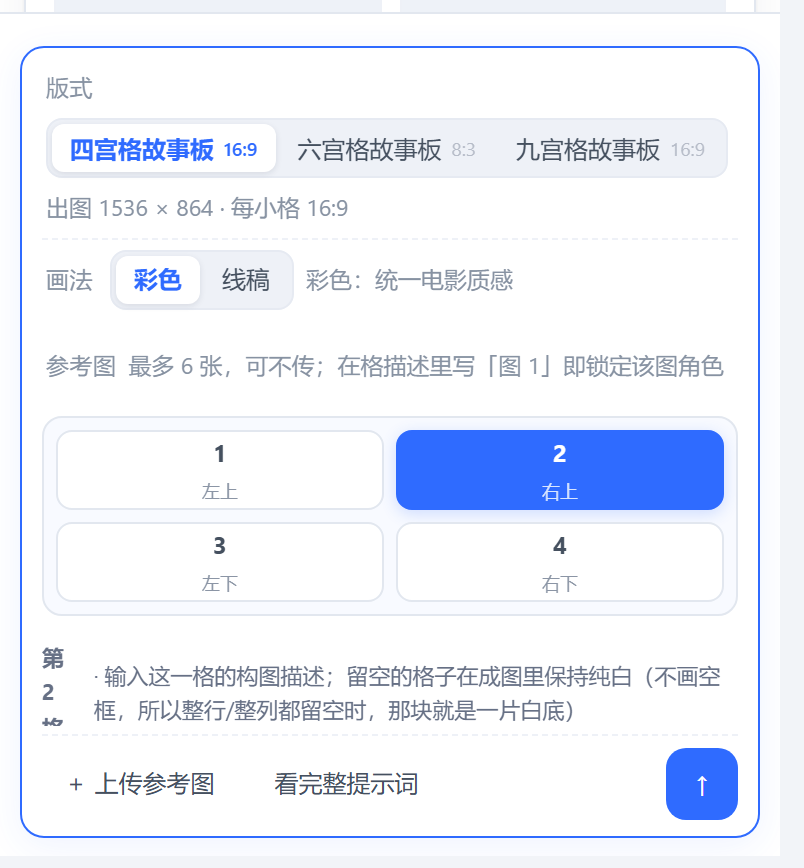 版式
四宫格故事板 16:9 六宫格故事板 8:3 九宫格故事板 16:9
出图 1536 × 864 · 每小格 16:9
画法 彩色 线稿 彩色：统一电影质感
参考图 最多 6 张，可不传；在格描述里写「图 1」即锁定该图角色
1
左上
2
右上
3
左下
4
右下
第
2
· 输入这一格的构图描述；留空的格子在成图里保持纯白（不画空
框，所以整行/整列都留空时，那块就是一片白底）
+ 上传参考图 看完整提示词
↑